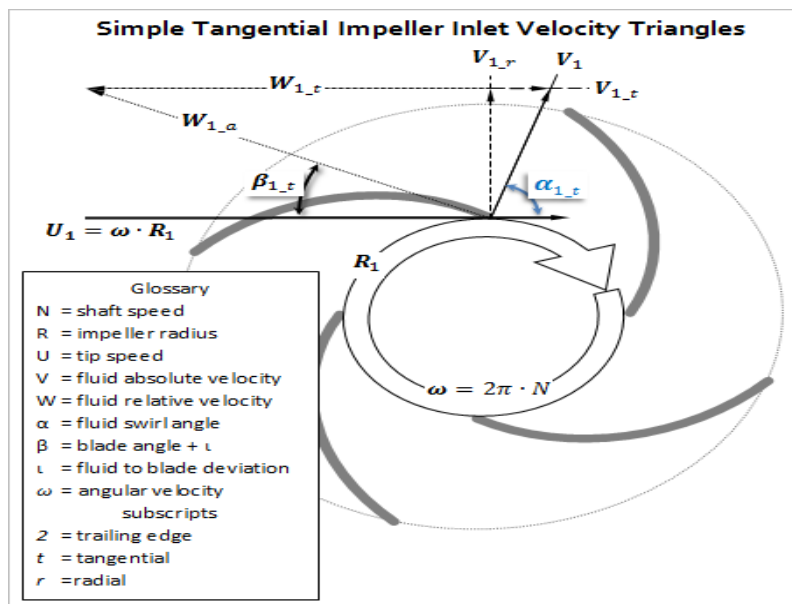 Simple Tangential Impeller Inlet Velocity Triangles
V₁_r V₁
W₁_t V₁_t
W₁_a
β₁_t α₁_t
U₁ = ω · R₁
R₁
ω = 2π · N
Glossary
N = shaft speed
R = impeller radius
U = tip speed
V = fluid absolute velocity
W = fluid relative velocity
α = fluid swirl angle
β = blade angle + ι
ι = fluid to blade deviation
ω = angular velocity
subscripts
2 = trailing edge
t = tangential
r = radial